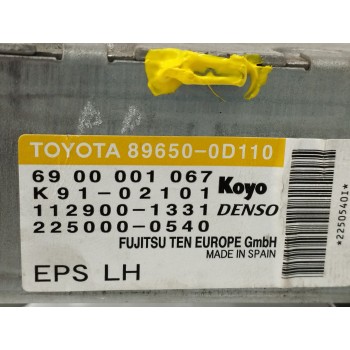 TOYOTA 89650-0D110
69 00 001 067
K91-02101 Koyo
112900-1331 DENSO
225000-0540
FUJITSU TEN EUROPE GmbH
MADE IN SPAIN
EPS LH
*22505401*